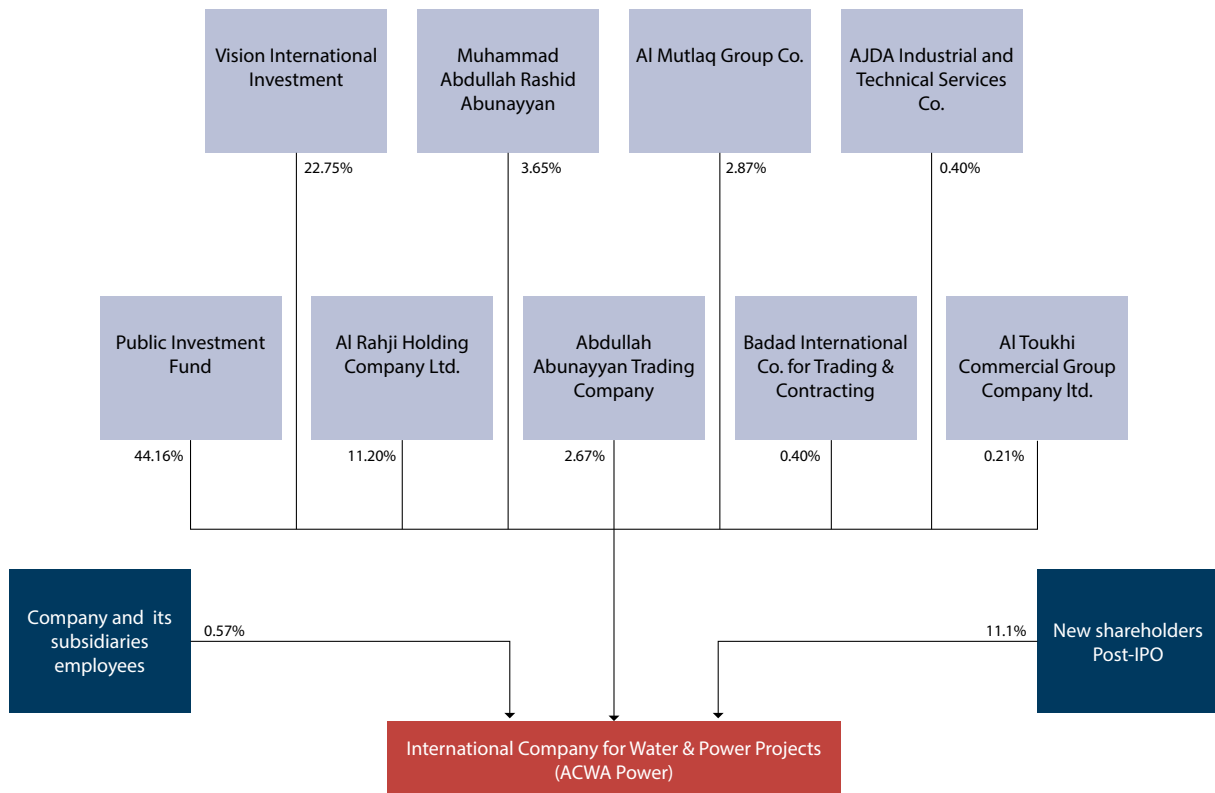 Vision International
Investment
Muhammad
Abdullah Rashid
Abunayyan
Al Mutlaq Group Co.
AJDA Industrial and
Technical Services
Co.
22.75%
3.65%
2.87%
0.40%
Public Investment
Fund
Al Rahji Holding
Company Ltd.
Abdullah
Abunayyan Trading
Company
Badad International
Co. for Trading &
Contracting
Al Toukhi
Commercial Group
Company ltd.
44.16%
11.20%
2.67%
0.40%
0.21%
Company and its
subsidiaries
employees
0.57%
11.1%
New shareholders
Post-IPO
International Company for Water & Power Projects
(ACWA Power)